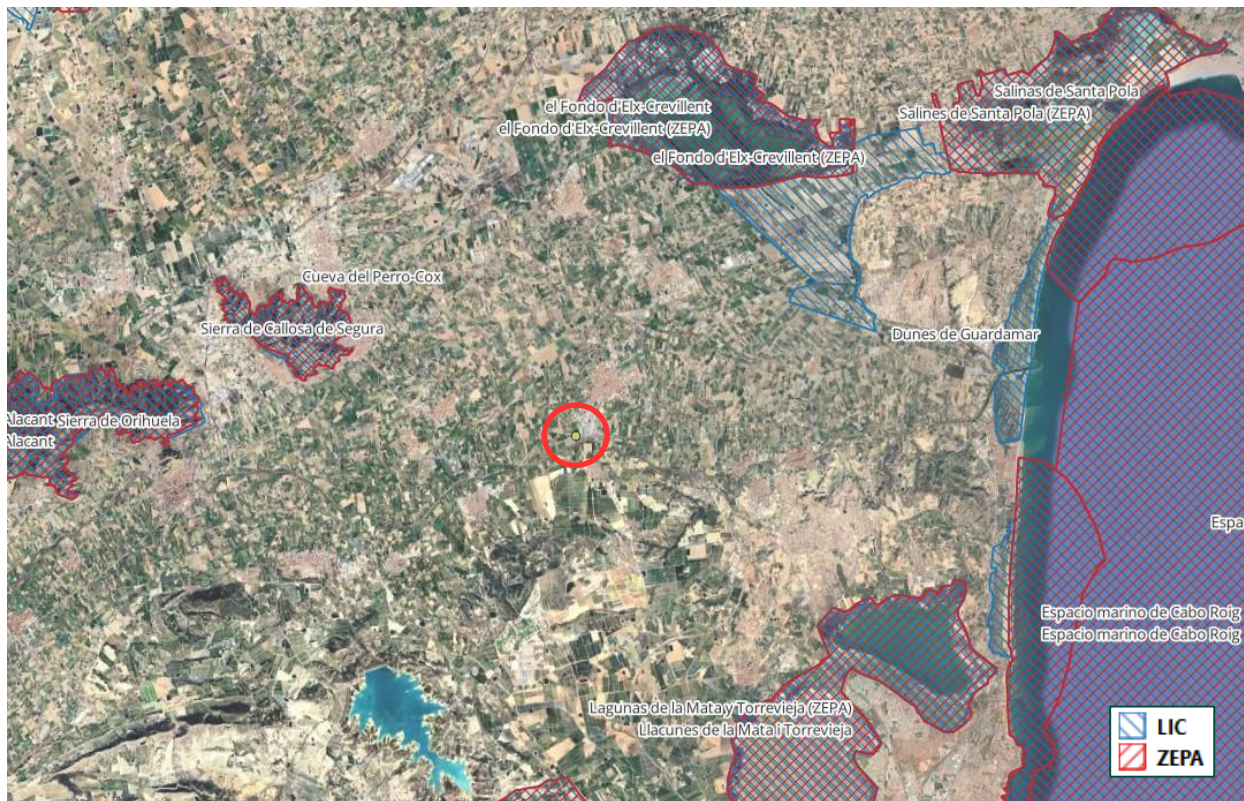 Salinas de Santa Pola
el Fondo d'Elx-Crevillent
Salines de Santa Pola (ZEPA)
el Fondo d'Elx-Crevillent (ZEPA)
el Fondo d'Elx-Crevillent (ZEPA)
Cueva del Perro-Cox
Sierra de Callosa de Segura
Dunes de Guardamar
Alacant
Sierra de Orihuela
Alacant
Espa
Espacio marino de Cabo Roig
Espacio marino de Cabo Roig
Lagunas de la Mata y Torrevieja (ZEPA)
Llacunes de la Mata i Torrevieja
LIC
ZEPA